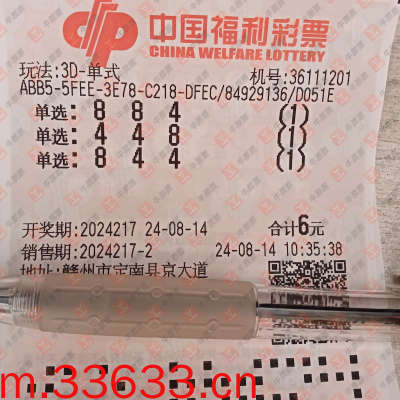 中国福利彩票
CHINA WELFARE LOTTERY
玩法:3D-单式 机号:36111201
ABB5-5FEE-3E78-C218-DFEC/84929136/D051E
单选: 8 8 4 (1)
单选: 4 4 8 (1)
单选: 8 4 4 (1)
开奖期:2024217 24-08-14 合计6元
销售期:2024217-2 24-08-14 10:35:38
地址:赣州市定南县京大道
m.33633.cn